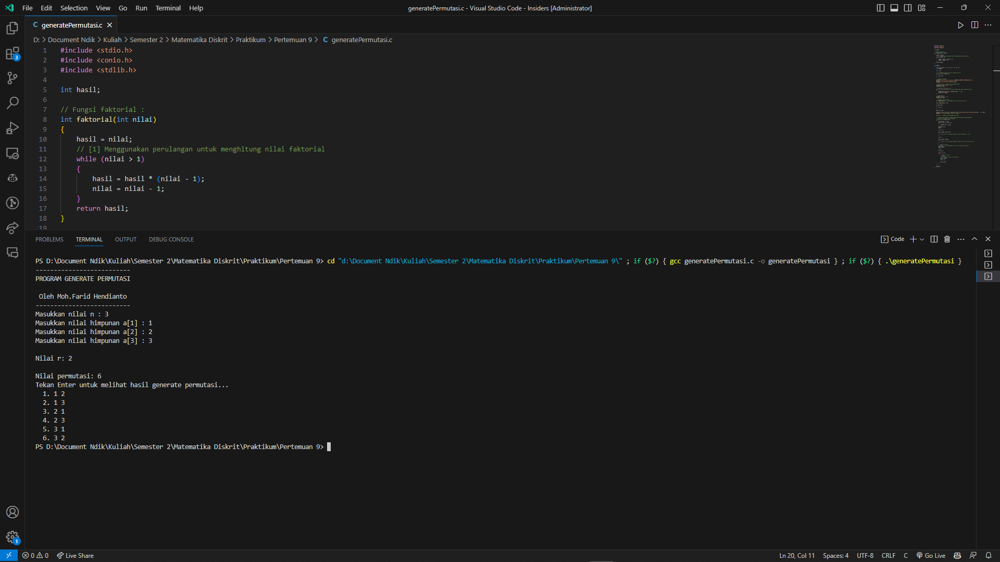 File Edit Selection View Go Run Terminal Help
generatePermutasi.c - Visual Studio Code - Insiders [Administrator]
C generatePermutasi.c
D: > Document Ndik > Kuliah > Semester 2 > Matematika Diskrit > Praktikum > Pertemuan 9 > C generatePermutasi.c
3
1 #include <stdio.h>
2 #include <conio.h>
3 #include <stdlib.h>
4
5 int hasil;
6
7 // Fungsi faktorial :
8 int faktorial(int nilai)
9 {
10     hasil = nilai;
11     // [1] Menggunakan perulangan untuk menghitung nilai faktorial
12     while (nilai > 1)
13     {
14         hasil = hasil * (nilai - 1);
15         nilai = nilai - 1;
16     }
17     return hasil;
18 }
19
PROBLEMS TERMINAL OUTPUT DEBUG CONSOLE
Code
PS D:\Document Ndik\Kuliah\Semester 2\Matematika Diskrit\Praktikum\Pertemuan 9> cd "d:\Document Ndik\Kuliah\Semester 2\Matematika Diskrit\Praktikum\Pertemuan 9\" ; if ($?) { gcc generatePermutasi.c -o generatePermutasi } ; if ($?) { .\generatePermutasi }
--------------------------
PROGRAM GENERATE PERMUTASI
 Oleh Moh.Farid Hendianto
--------------------------
Masukkan nilai n : 3
Masukkan nilai himpunan a[1] : 1
Masukkan nilai himpunan a[2] : 2
Masukkan nilai himpunan a[3] : 3
Nilai r: 2
Nilai permutasi: 6
Tekan Enter untuk melihat hasil generate permutasi...
  1. 1 2
  2. 1 3
  3. 2 1
  4. 2 3
  5. 3 1
  6. 3 2
PS D:\Document Ndik\Kuliah\Semester 2\Matematika Diskrit\Praktikum\Pertemuan 9>
1
0 0 Live Share
Ln 20, Col 11 Spaces: 4 UTF-8 CRLF C Go Live